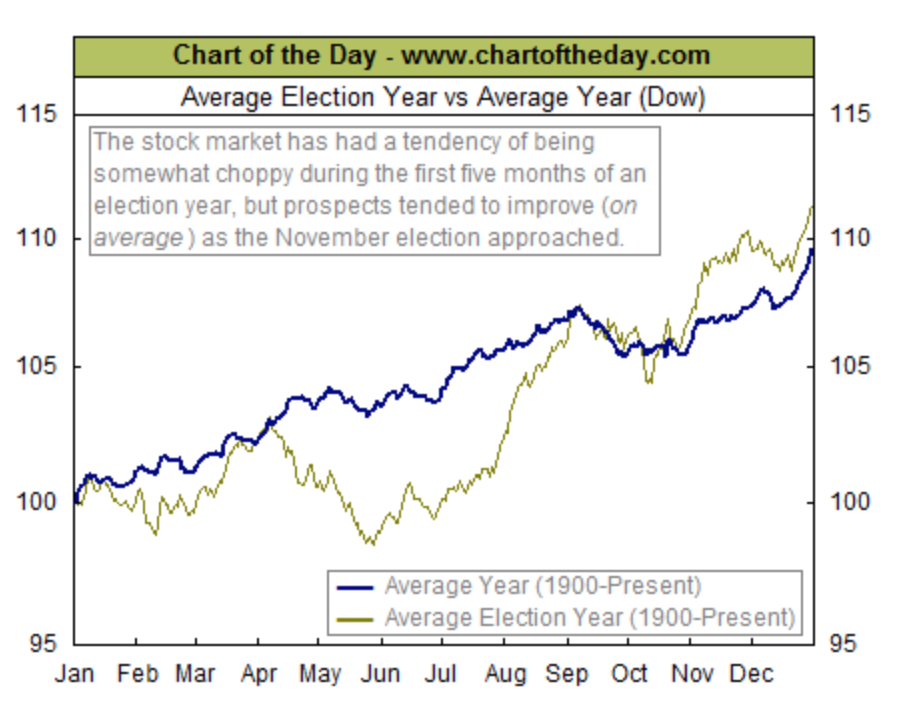 Chart of the Day - www.chartoftheday.com
Average Election Year vs Average Year (Dow)
115 115
The stock market has had a tendency of being
somewhat choppy during the first five months of an
election year, but prospects tended to improve (on
average ) as the November election approached.
110 110
105 105
100 100
Average Year (1900-Present)
Average Election Year (1900-Present)
95 95
Jan Feb Mar Apr May Jun Jul Aug Sep Oct Nov Dec